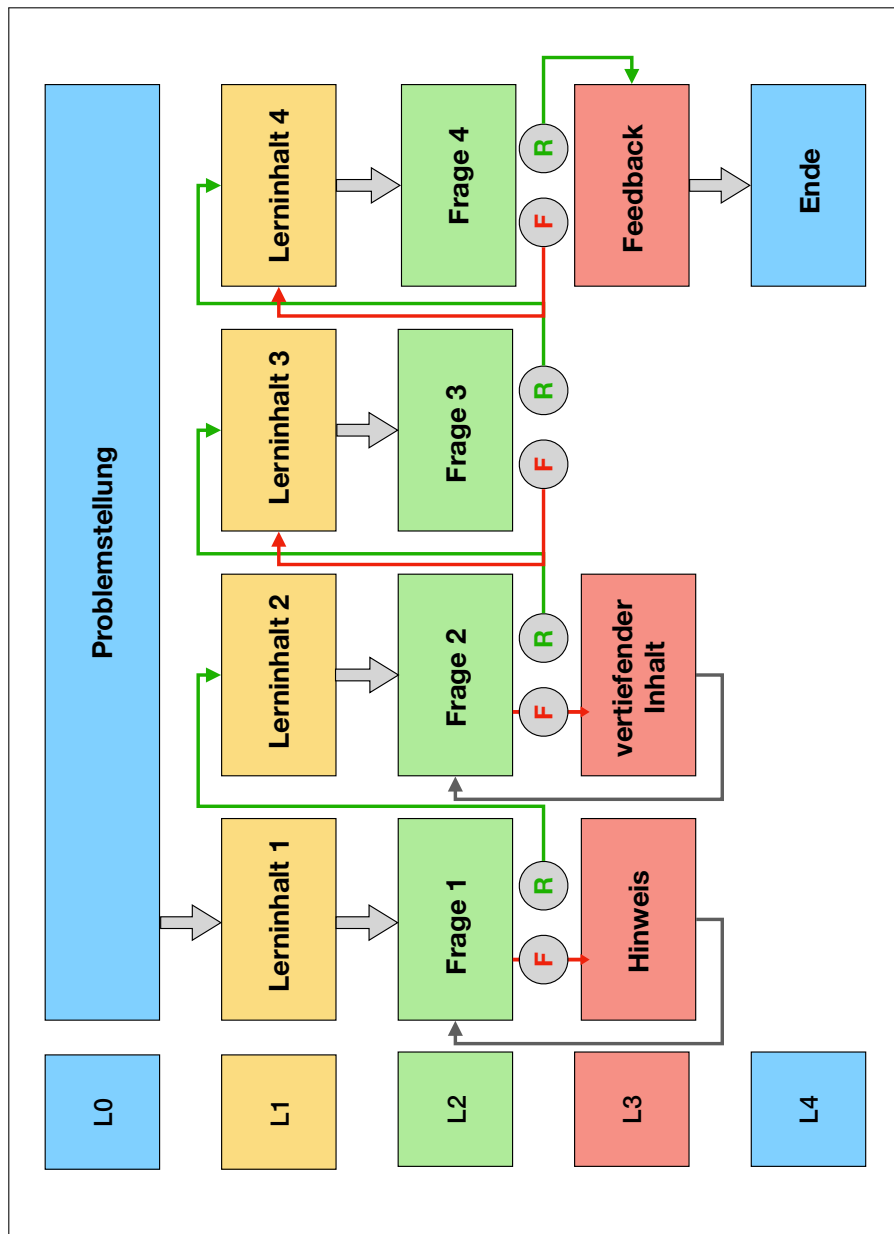 L0
Problemstellung
L1
Lerninhalt 1
Lerninhalt 2
Lerninhalt 3
Lerninhalt 4
L2
Frage 1
Frage 2
Frage 3
Frage 4
F
R
F
R
F
R
F
R
L3
Hinweis
vertiefender
Inhalt
Feedback
L4
Ende